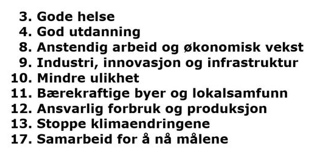 3. Gode helse
4. God utdanning
8. Anstendig arbeid og økonomisk vekst
9. Industri, innovasjon og infrastruktur
10. Mindre ulikhet
11. Bærekraftige byer og lokalsamfunn
12. Ansvarlig forbruk og produksjon
13. Stoppe klimaendringene
17. Samarbeid for å nå målene